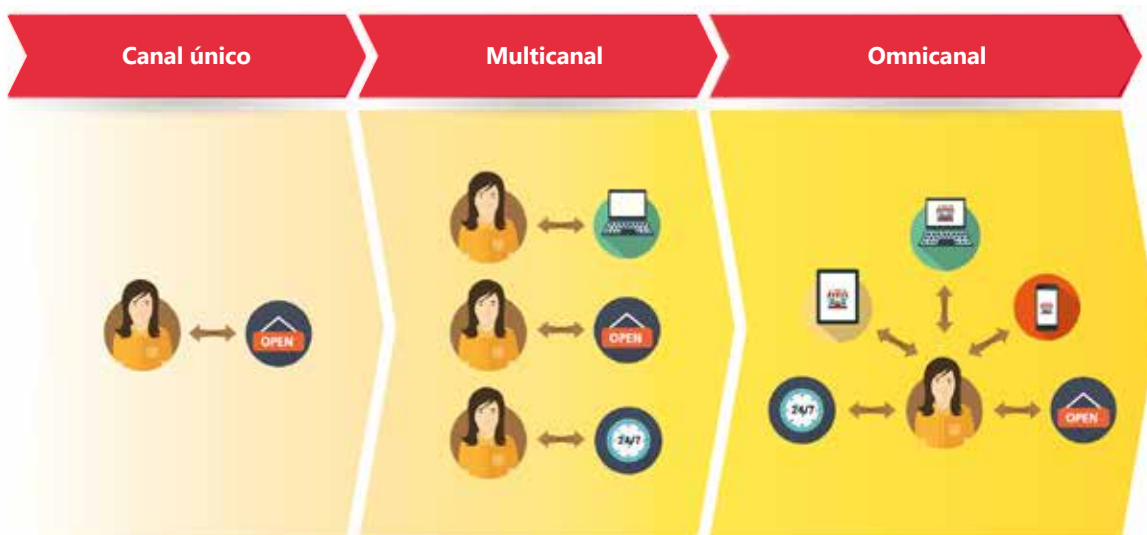 Canal único
Multicanal
Omnicanal
OPEN
OPEN
24/7
24/7
OPEN